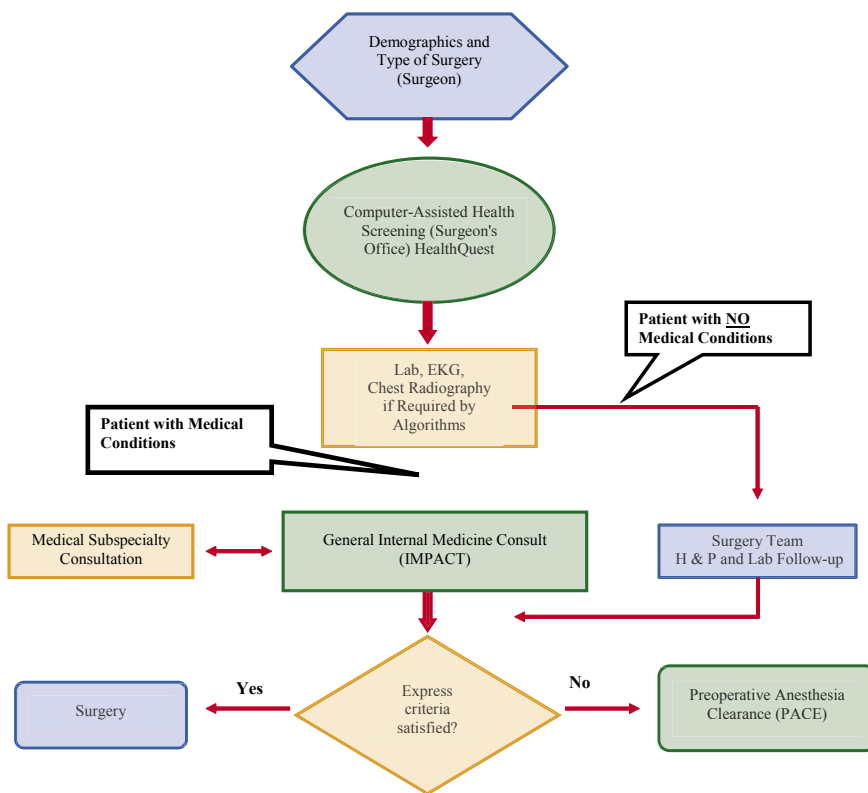 Demographics and
Type of Surgery
(Surgeon)
Computer-Assisted Health
Screening (Surgeon's
Office) HealthQuest
Patient with NO
Medical Conditions
Lab, EKG,
Chest Radiography
if Required by
Algorithms
Patient with Medical
Conditions
Medical Subspecialty
Consultation
General Internal Medicine Consult
(IMPACT)
Surgery Team
H & P and Lab Follow-up
Yes
No
Surgery
Express
criteria
satisfied?
Preoperative Anesthesia
Clearance (PACE)